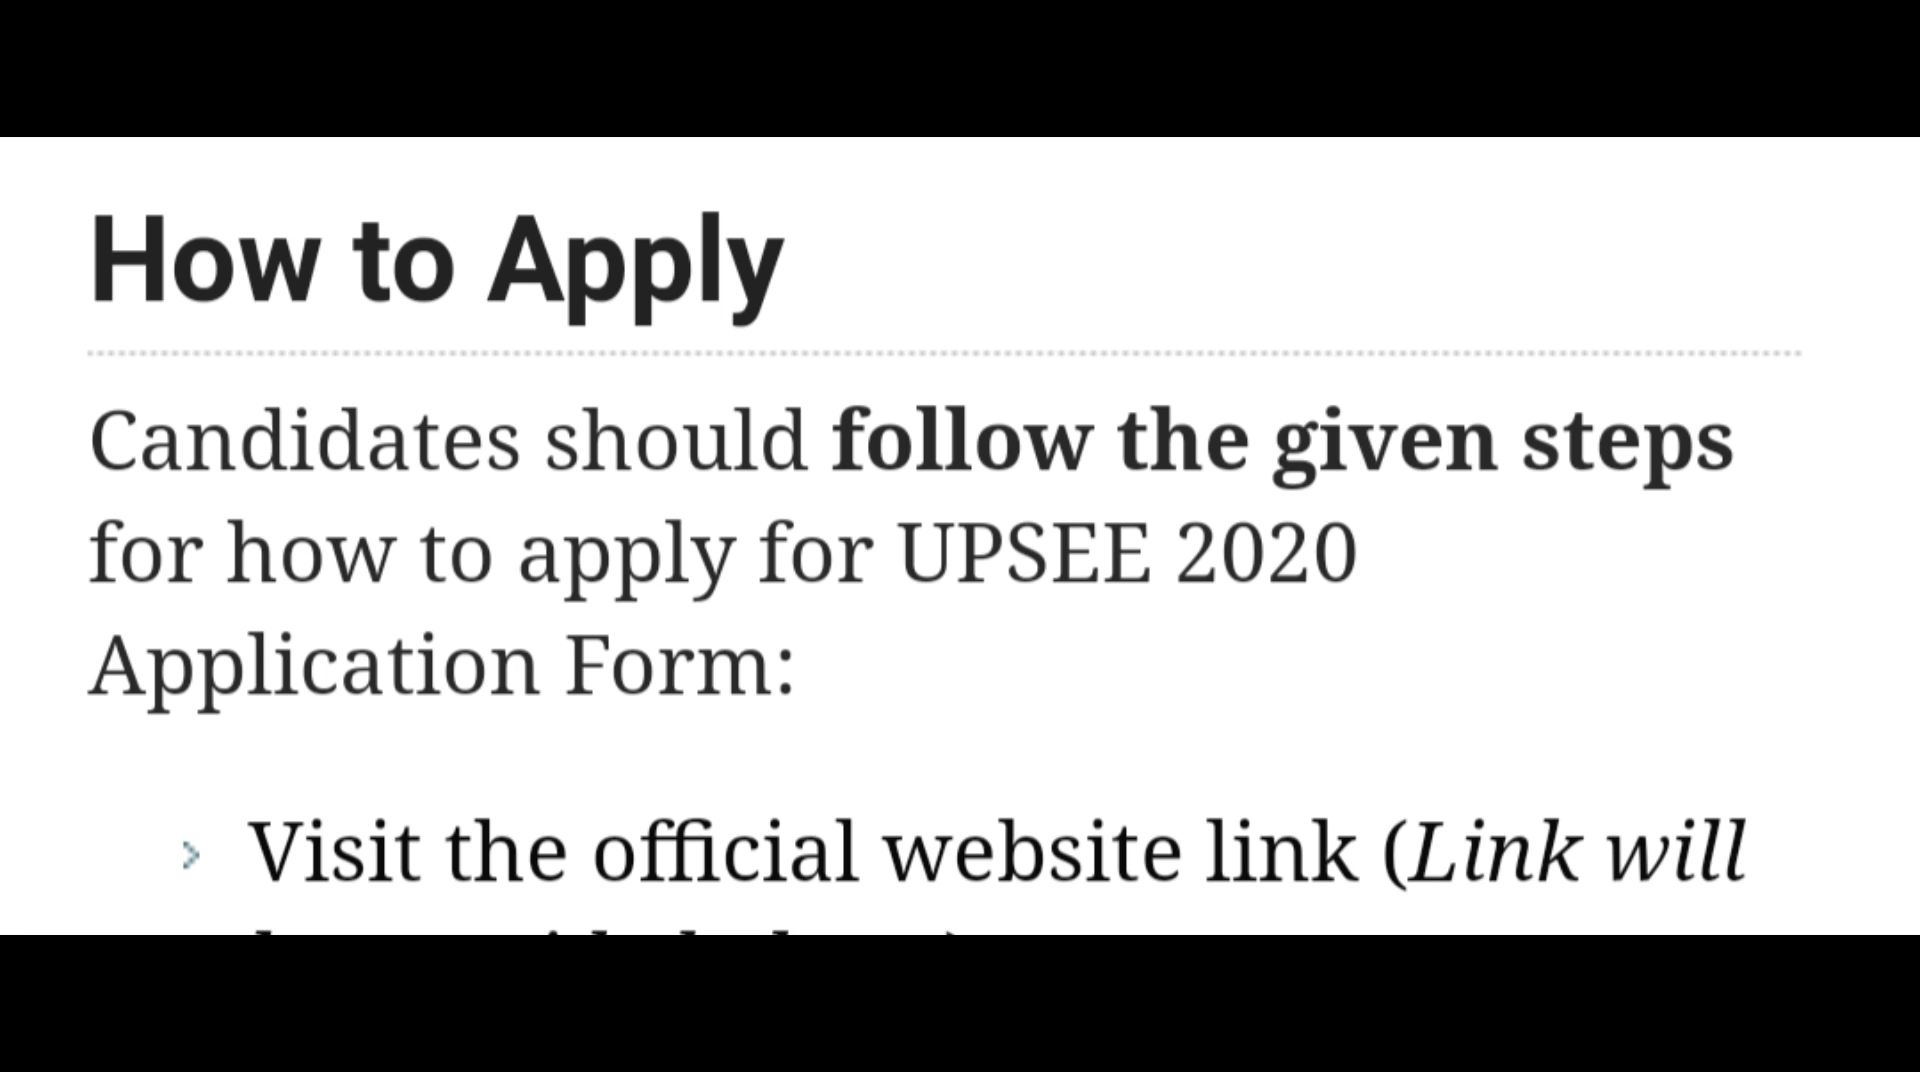 How to Apply
Candidates should follow the given steps
for how to apply for UPSEE 2020
Application Form:
Visit the official website link (Link will